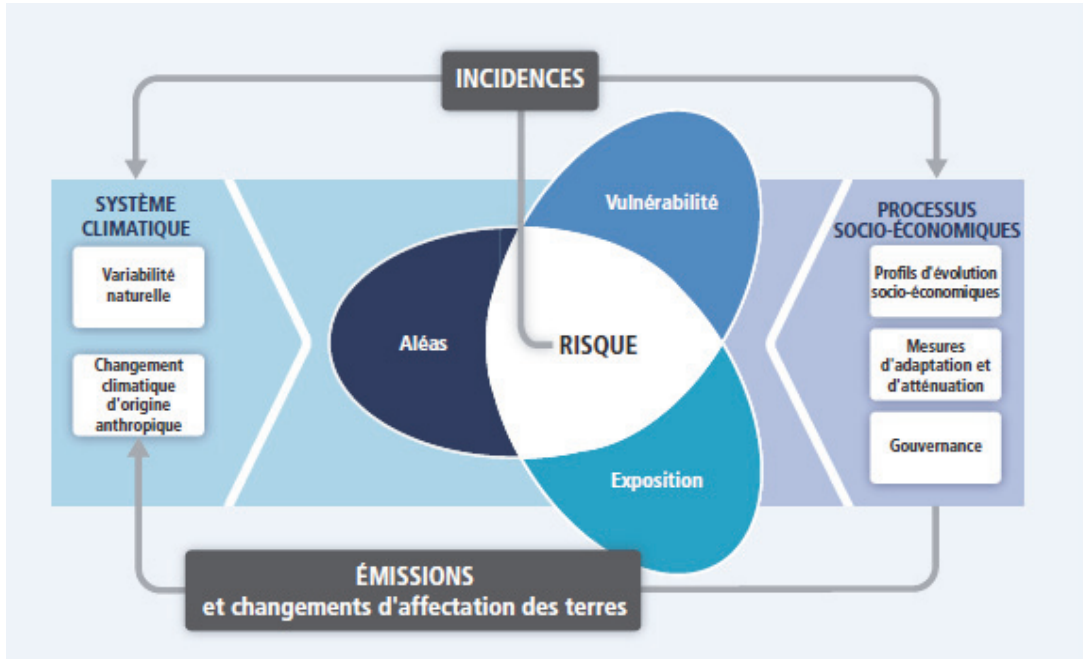 INCIDENCES
SYSTÈME
CLIMATIQUE
Variabilité
naturelle
Changement
climatique
d'origine
anthropique
Vulnérabilité
Aléas
RISQUE
Exposition
PROCESSUS
SOCIO-ÉCONOMIQUES
Profils d'évolution
socio-économiques
Mesures
d'adaptation et
d'atténuation
Gouvernance
ÉMISSIONS
et changements d'affectation des terres